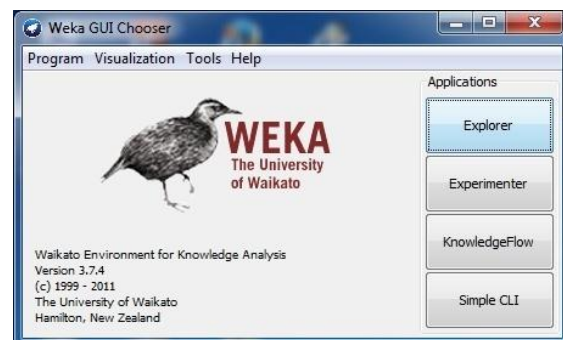 Weka GUI Chooser
Program Visualization Tools Help
WEKA
The University
of Waikato
Waikato Environment for Knowledge Analysis
Version 3.7.4
(c) 1999 - 2011
The University of Waikato
Hamilton, New Zealand
Applications
Explorer
Experimenter
KnowledgeFlow
Simple CLI